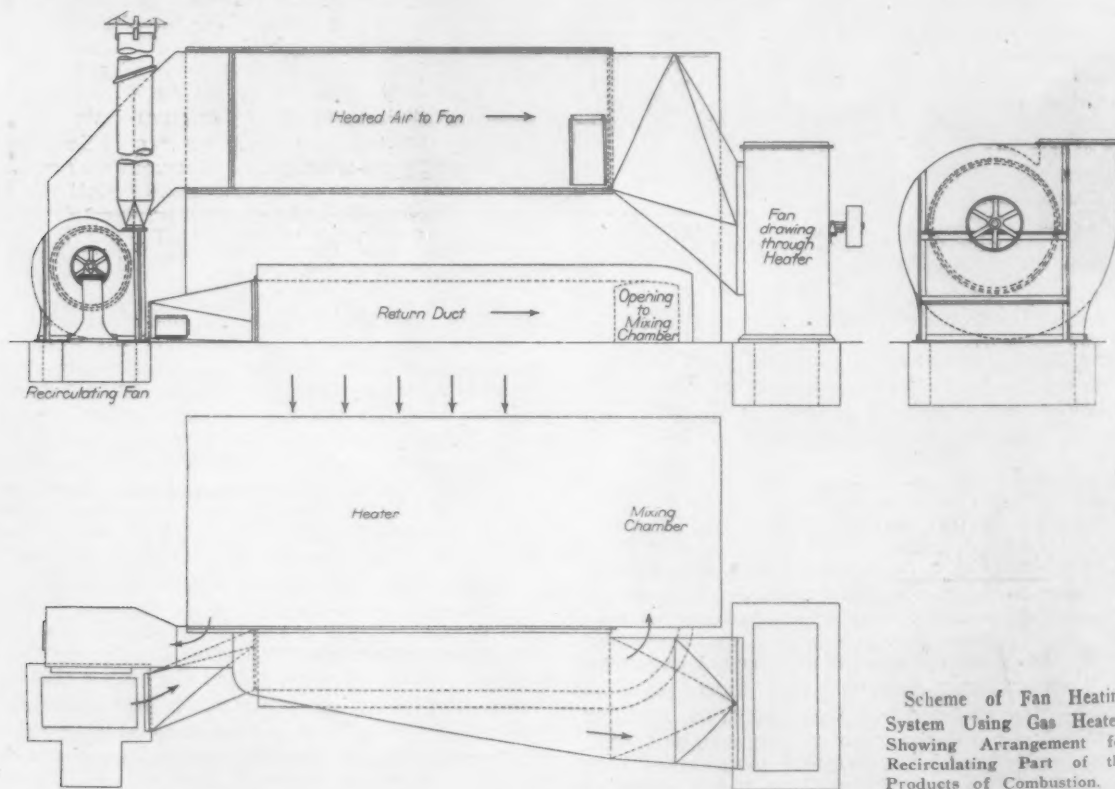 Heated Air to Fan
Fan
drawing
through
Heater
Return Duct
Opening
to
Mixing
Chamber
Recirculating Fan
Heater
Mixing
Chamber
Scheme of Fan Heatin
System Using Gas Heate
Showing Arrangement fo
Recirculating Part of th
Products of Combustion.